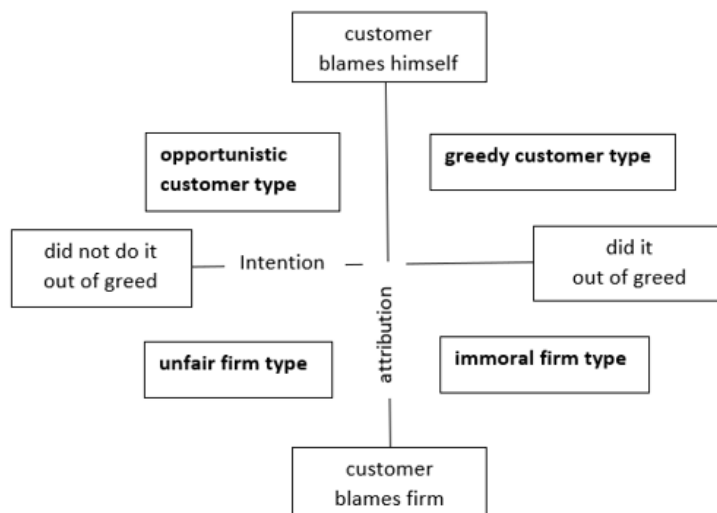 customer
blames himself
opportunistic
customer type
greedy customer type
did not do it
out of greed
Intention
did it
out of greed
attribution
unfair firm type
immoral firm type
customer
blames firm